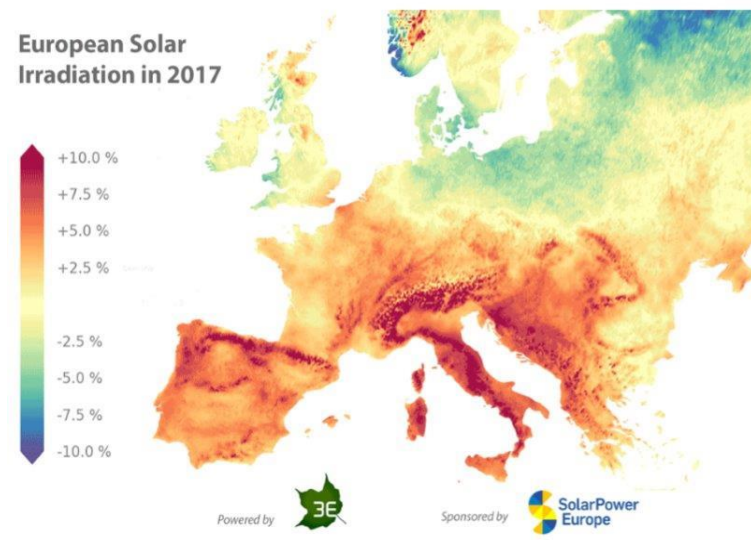 European Solar
Irradiation in 2017
+10.0 %
+7.5 %
+5.0 %
+2.5 %
-2.5 %
-5.0 %
-7.5 %
-10.0 %
Powered by
3E
Sponsored by
SolarPower
Europe